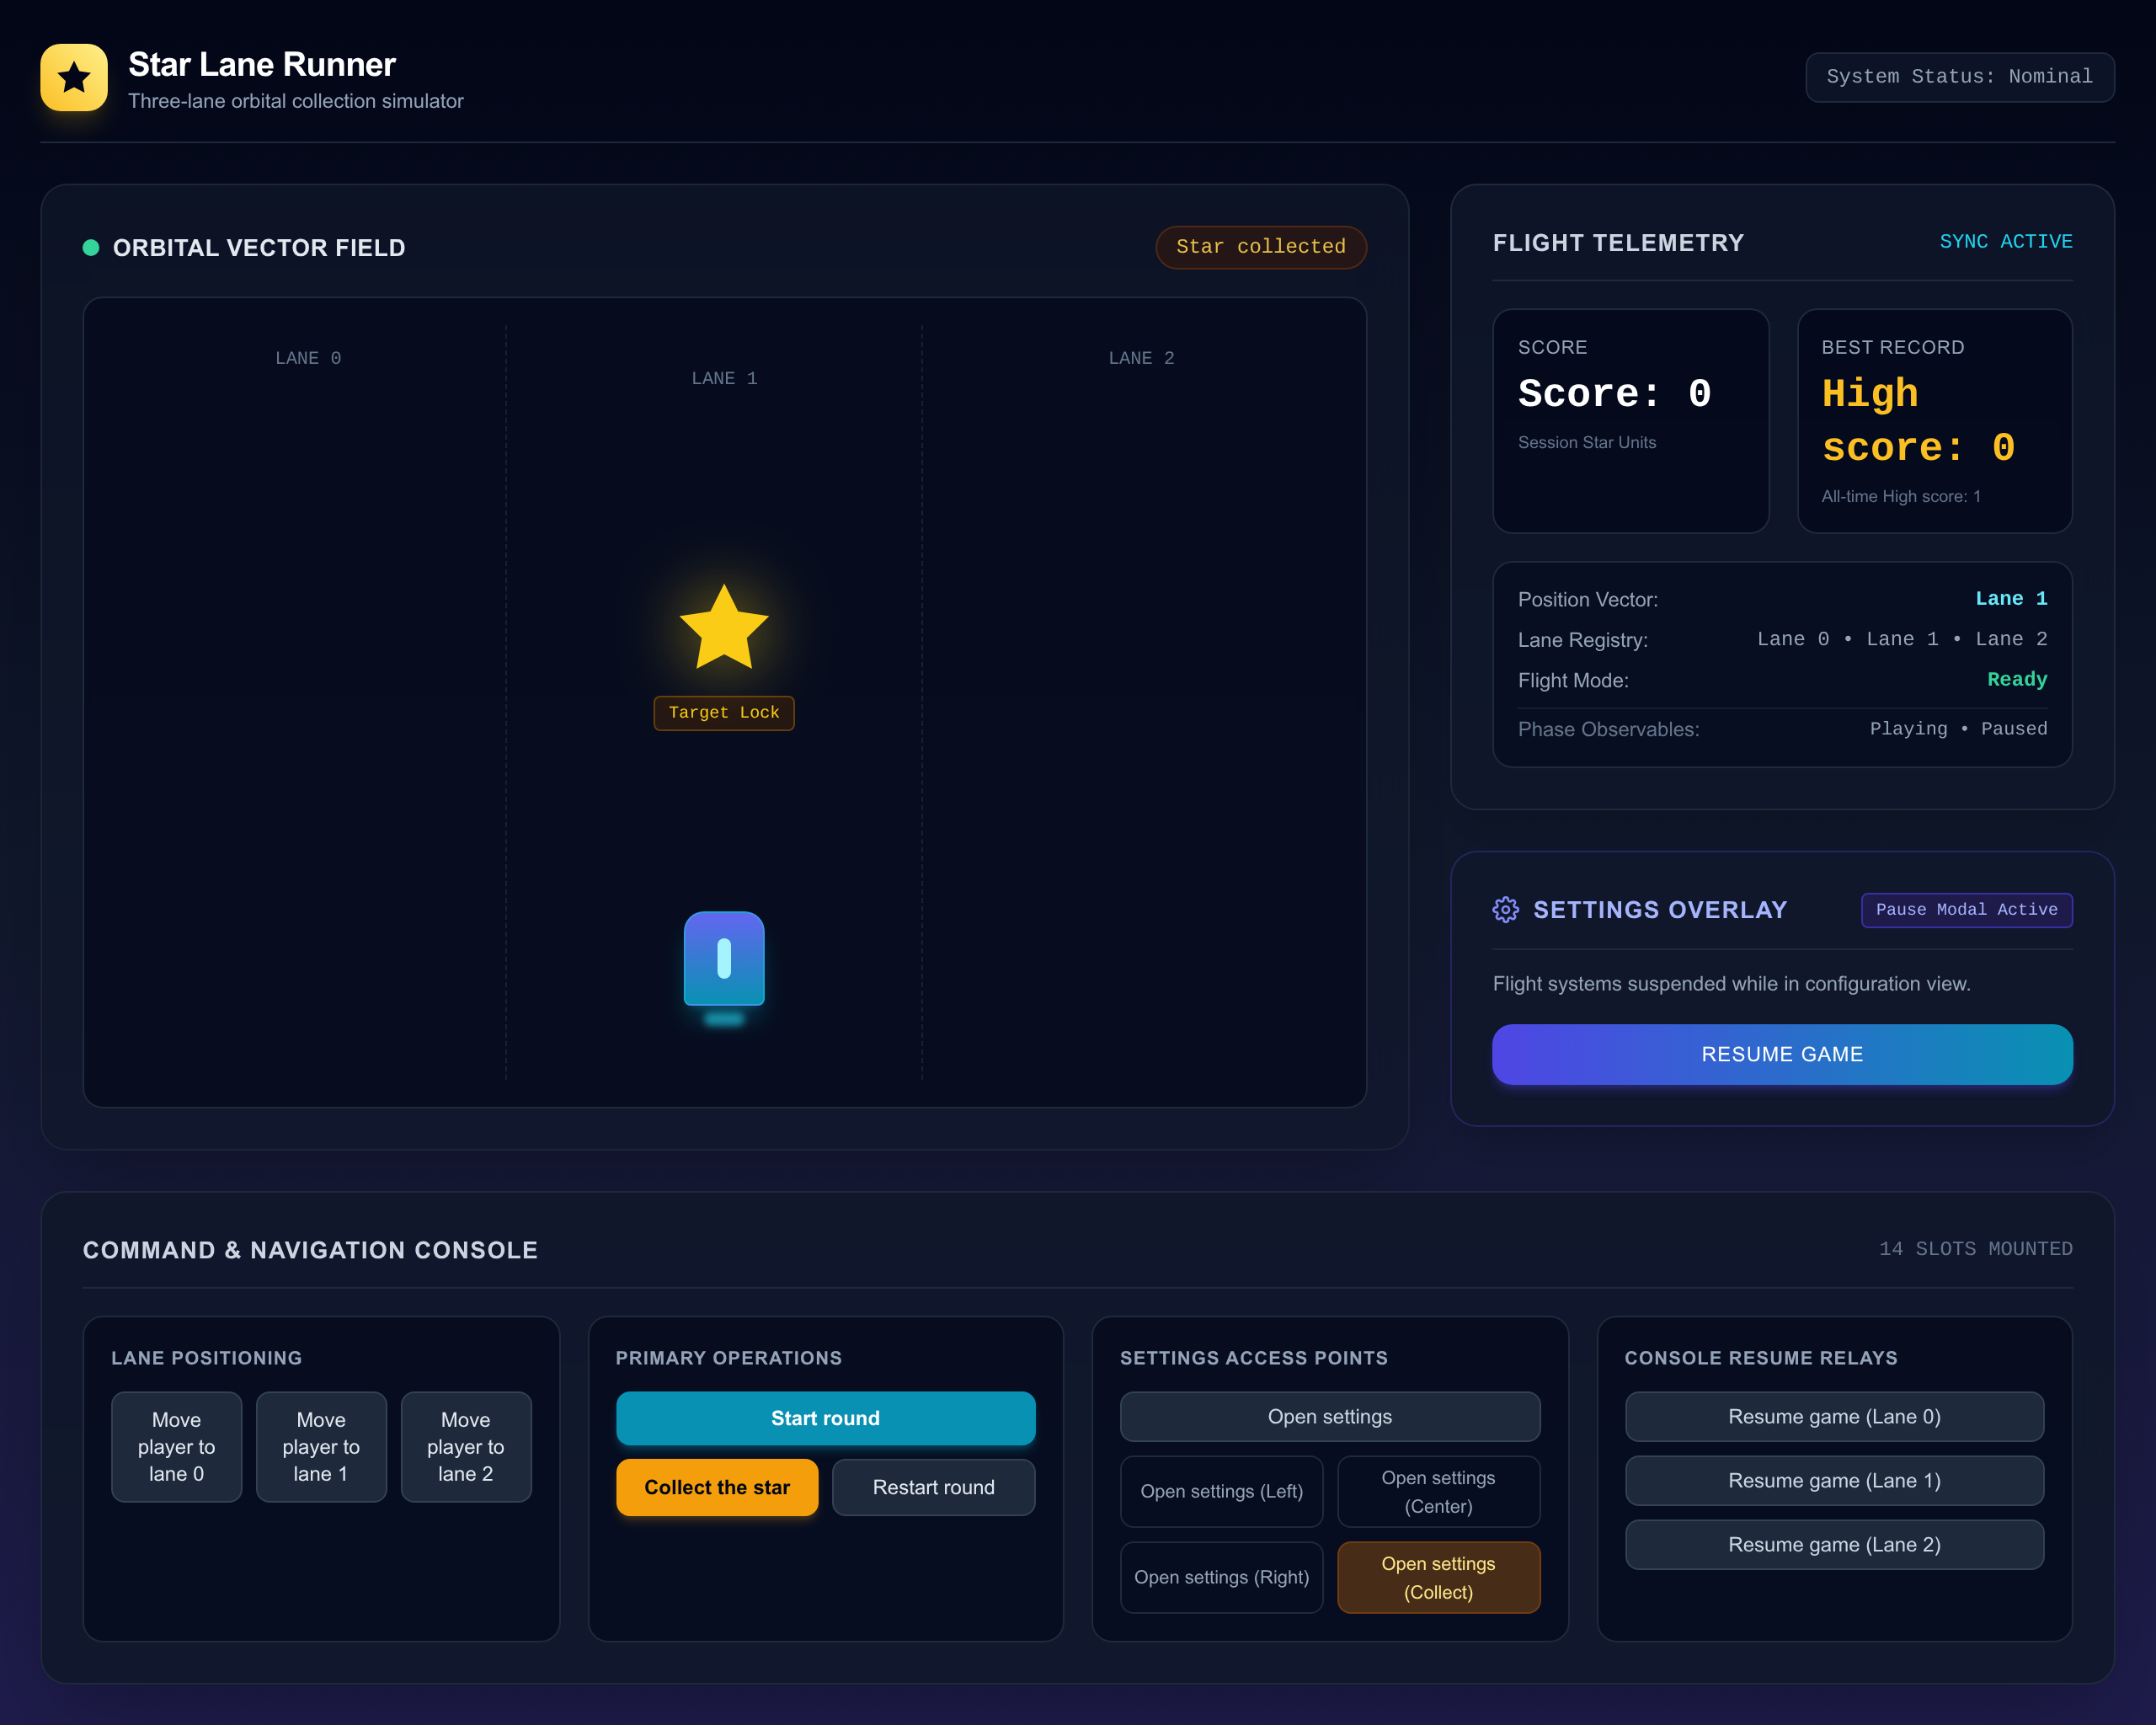 Star Lane Runner
Three-lane orbital collection simulator
System Status: Nominal
ORBITAL VECTOR FIELD
Star collected
LANE 0
LANE 1
LANE 2
Target Lock
FLIGHT TELEMETRY
SYNC ACTIVE
SCORE
Score: 0
Session Star Units
BEST RECORD
High
score: 0
All-time High score: 1
Position Vector:
Lane 1
Lane Registry:
Lane 0 • Lane 1 • Lane 2
Flight Mode:
Ready
Phase Observables:
Playing • Paused
SETTINGS OVERLAY
Pause Modal Active
Flight systems suspended while in configuration view.
RESUME GAME
COMMAND & NAVIGATION CONSOLE
14 SLOTS MOUNTED
LANE POSITIONING
Move
player to
lane 0
Move
player to
lane 1
Move
player to
lane 2
PRIMARY OPERATIONS
Start round
Collect the star
Restart round
SETTINGS ACCESS POINTS
Open settings
Open settings (Left)
Open settings
(Center)
Open settings (Right)
Open settings
(Collect)
CONSOLE RESUME RELAYS
Resume game (Lane 0)
Resume game (Lane 1)
Resume game (Lane 2)